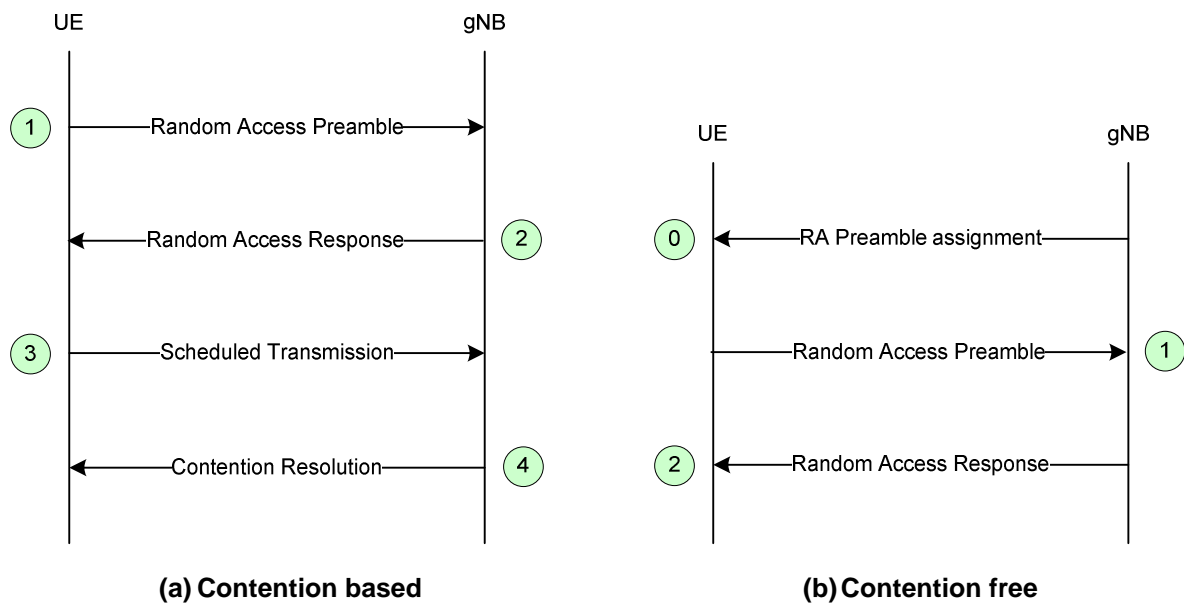 UE
gNB
1
Random Access Preamble
Random Access Response
2
3
Scheduled Transmission
Contention Resolution
4
(a) Contention based
UE
gNB
0
RA Preamble assignment
Random Access Preamble
1
2
Random Access Response
(b) Contention free